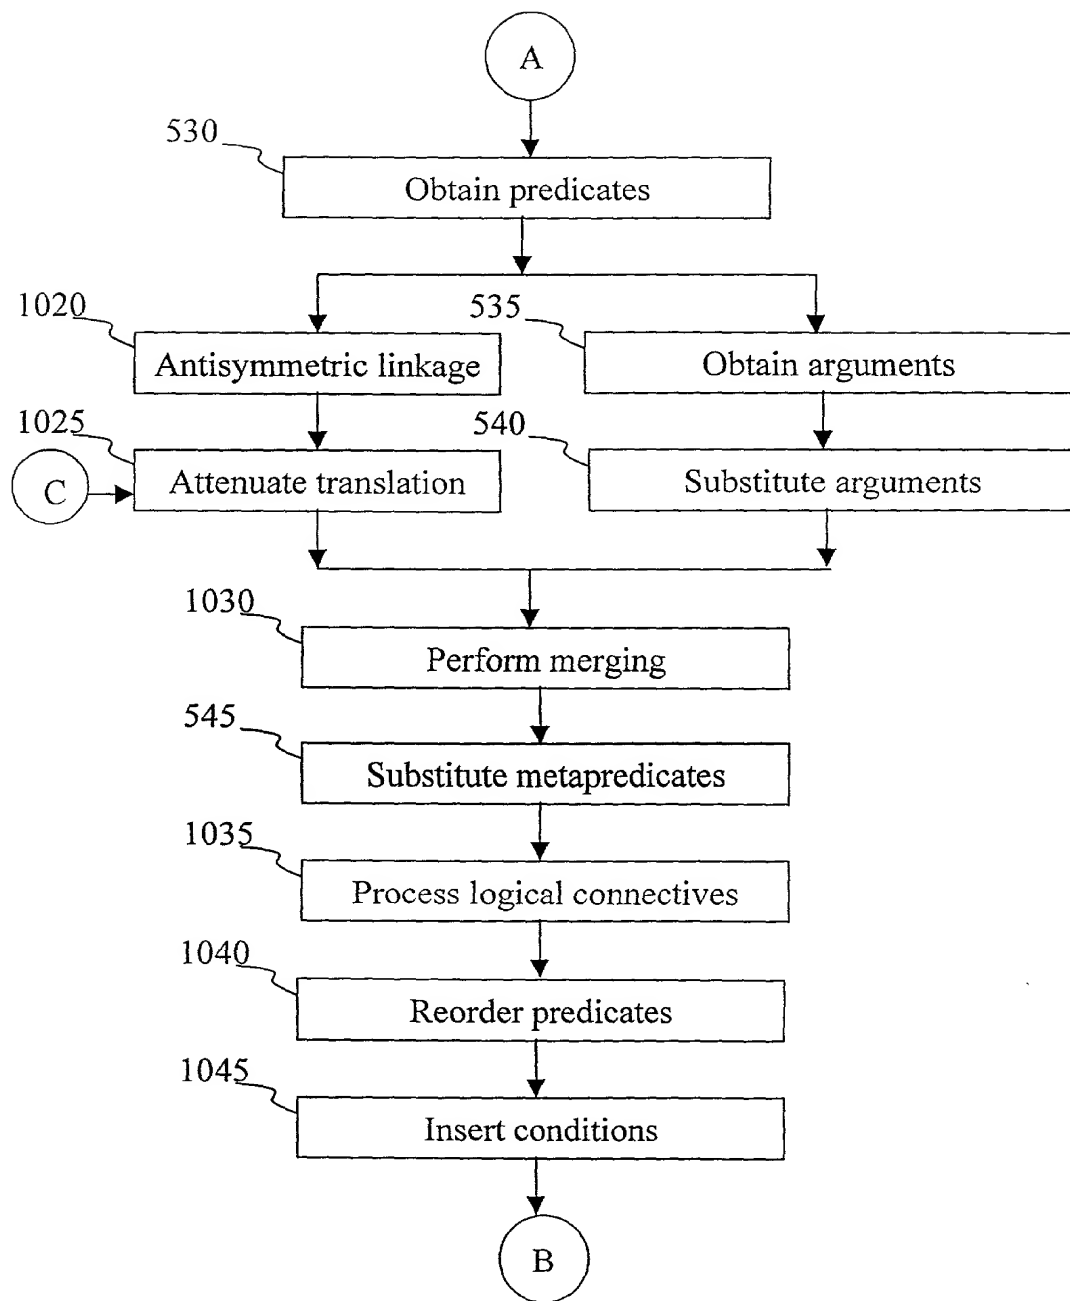 A
530
Obtain predicates
1020
535
Antisymmetric linkage
Obtain arguments
1025
540
C
Attenuate translation
Substitute arguments
1030
Perform merging
545
Substitute metapredicates
1035
Process logical connectives
1040
Reorder predicates
1045
Insert conditions
B